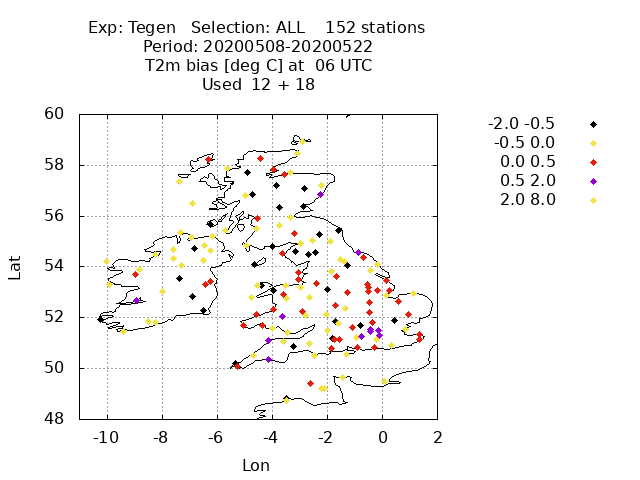 Exp: Tegen Selection: ALL 152 stations
Period: 20200508-20200522
T2m bias [deg C] at 06 UTC
Used 12 + 18
-2.0 -0.5
-0.5 0.0
0.0 0.5
0.5 2.0
2.0 8.0
60
58
56
54
52
50
48
Lat
-10 -8 -6 -4 -2 0 2
Lon